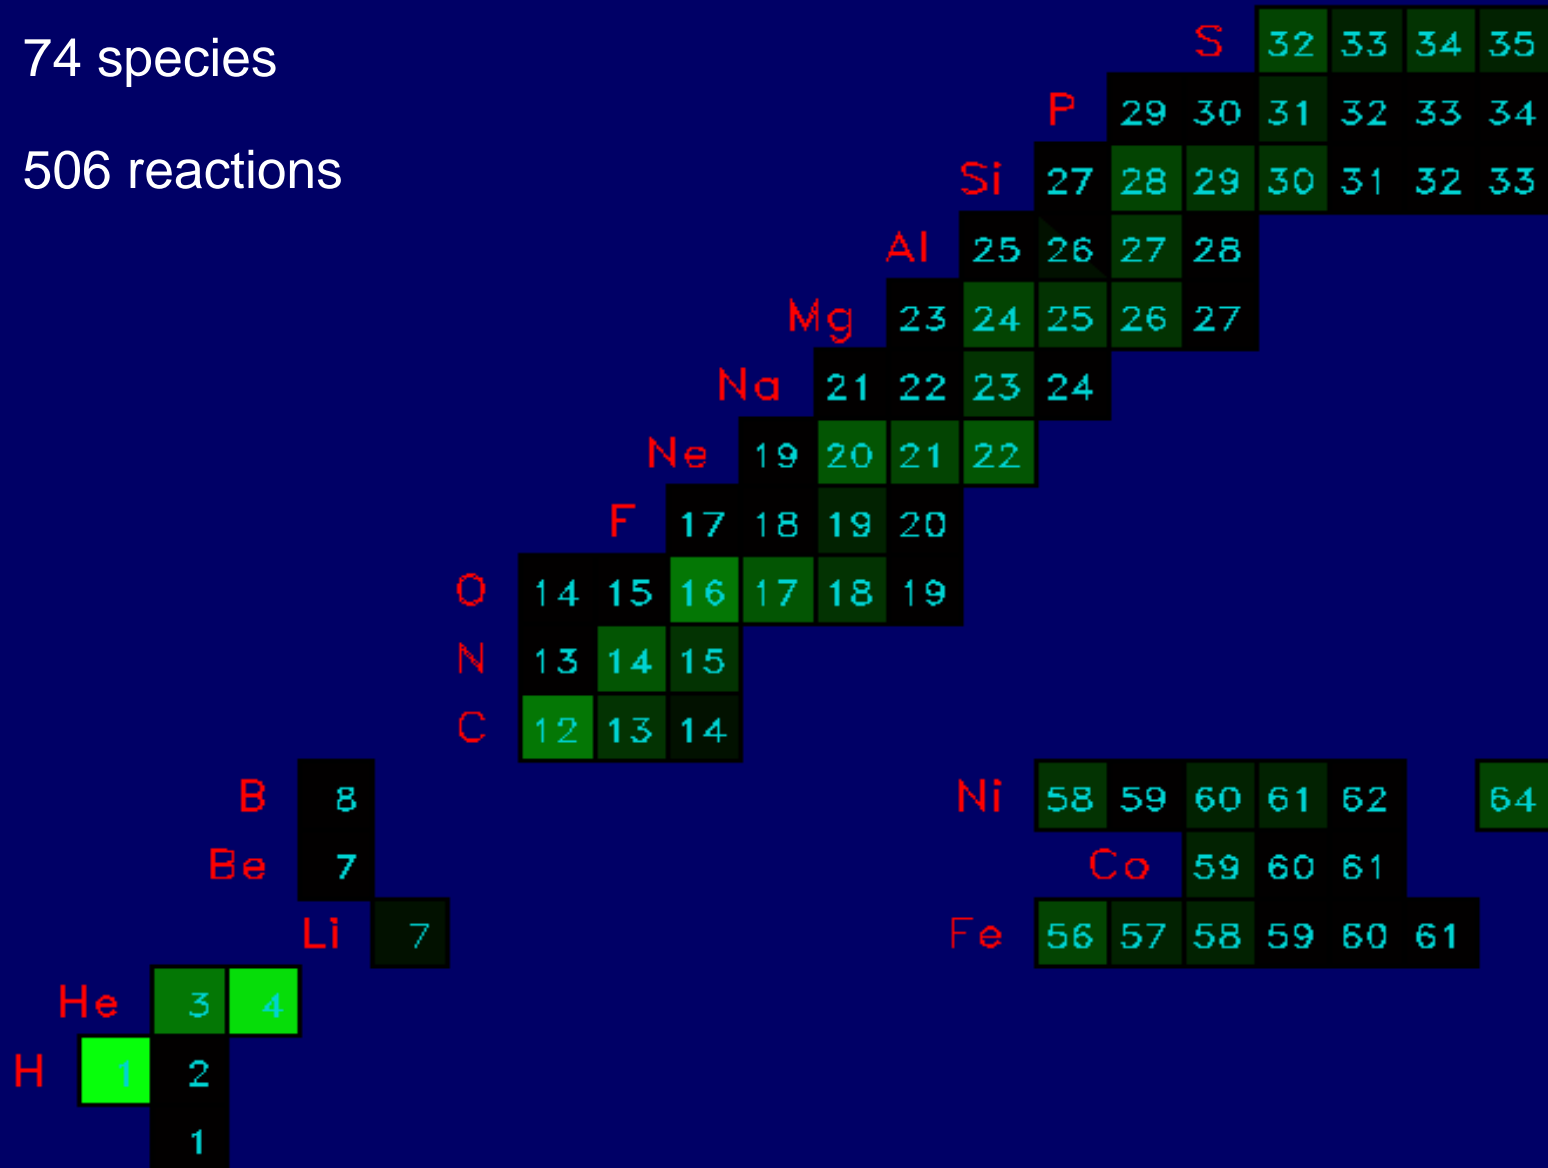 74 species
506 reactions
S 32 33 34 35
P 29 30 31 32 33 34
Si 27 28 29 30 31 32 33
Al 25 26 27 28
Mg 23 24 25 26 27
Na 21 22 23 24
Ne 19 20 21 22
F 17 18 19 20
O 14 15 16 17 18 19
N 13 14 15
C 12 13 14
B 8
Ni 58 59 60 61 62 64
Be 7
Co 59 60 61
Li 7
Fe 56 57 58 59 60 61
He 3 4
H 1 2
1